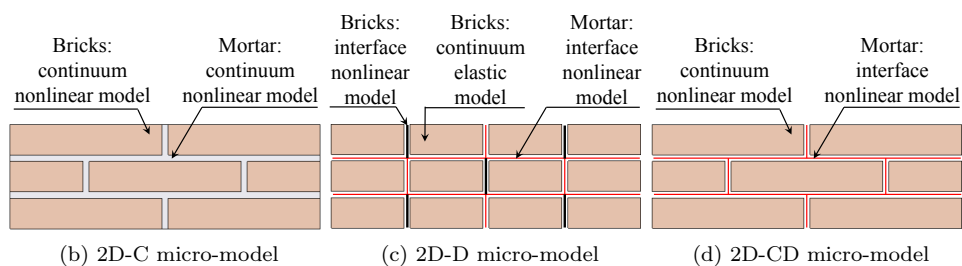 Bricks:
continuum
nonlinear model
Mortar:
continuum
nonlinear model
Bricks:
interface
nonlinear
model
Bricks:
continuum
elastic
model
Mortar:
interface
nonlinear
model
Bricks:
continuum
nonlinear model
Mortar:
interface
nonlinear model
(b) 2D-C micro-model
(c) 2D-D micro-model
(d) 2D-CD micro-model